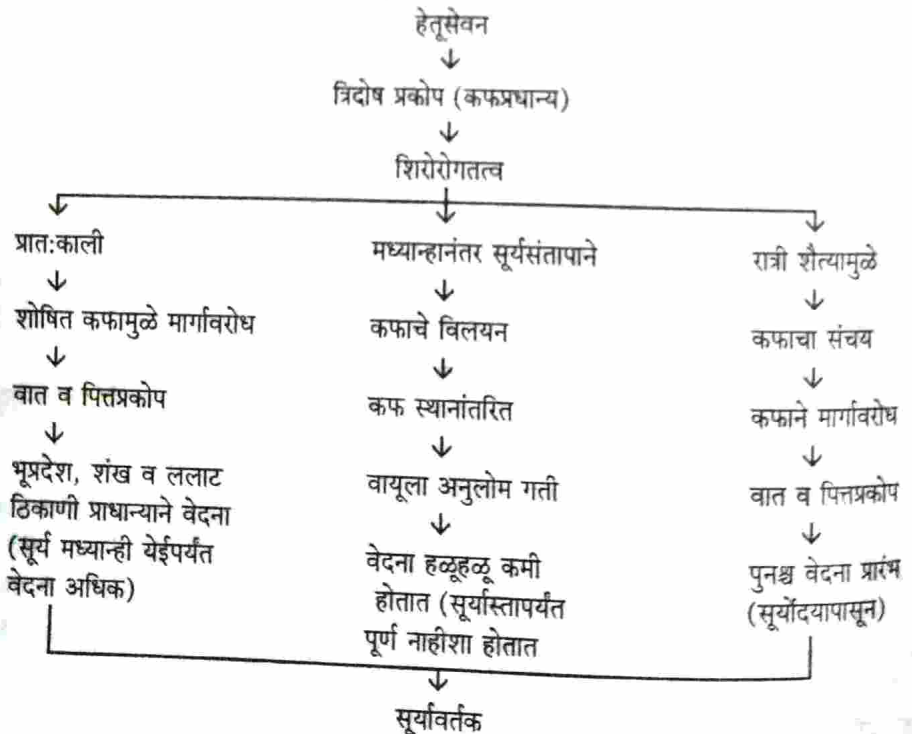 हेतूसेवन
त्रिदोष प्रकोप (कफप्रधान्य)
शिरोरोगतत्व
प्रात:काली
शोषित कफामुळे मार्गावरोध
वात व पित्तप्रकोप
भूप्रदेश, शंख व ललाट
ठिकाणी प्राधान्याने वेदना
(सूर्य मध्यान्ही येईपर्यंत
वेदना अधिक)
मध्यान्हानंतर सूर्यसंतापाने
कफाचे विलयन
कफ स्थानांतरित
वायूला अनुलोम गती
वेदना हळूहळू कमी
होतात (सूर्यास्तापर्यंत
पूर्ण नाहीशा होतात
रात्री शैत्यामुळे
कफाचा संचय
कफाने मार्गावरोध
वात व पित्तप्रकोप
पुनश्च वेदना प्रारंभ
(सूर्योदयापासून)
सूर्यावर्तक